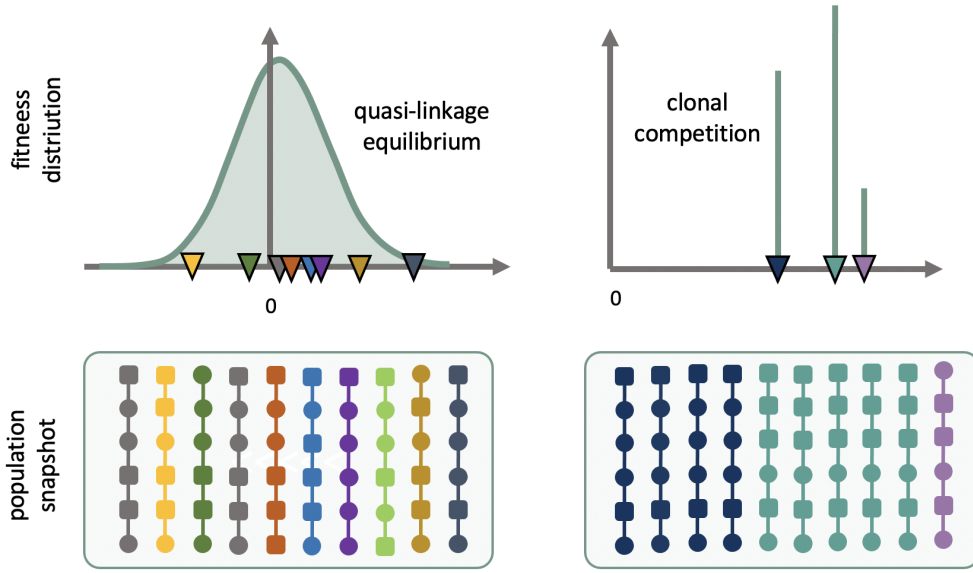 fitneess
distriution
quasi-linkage
equilibrium
0
clonal
competition
0
population
snapshot